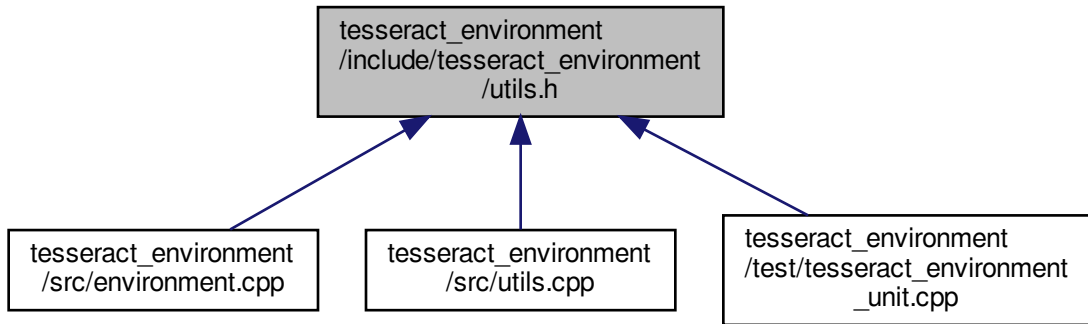 tesseract_environment
/include/tesseract_environment
/utils.h
tesseract_environment
/src/environment.cpp
tesseract_environment
/src/utils.cpp
tesseract_environment
/test/tesseract_environment
_unit.cpp